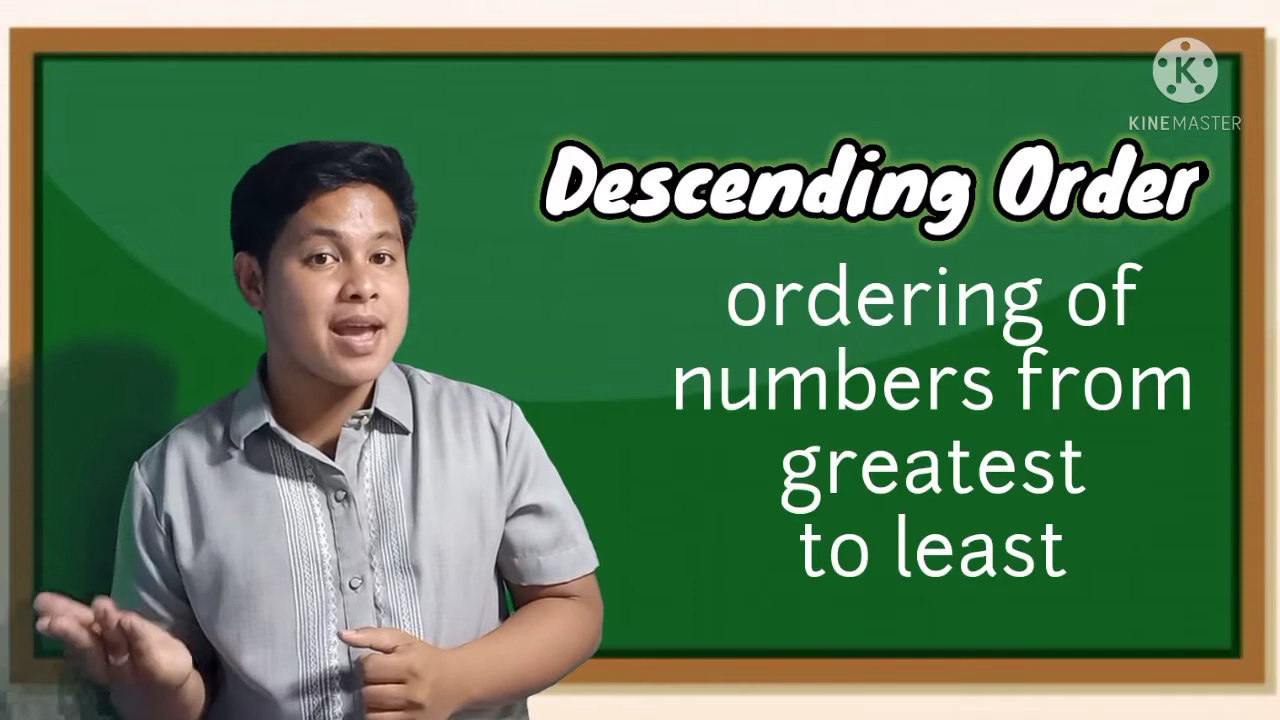 K
KINEMASTER
Descending Order
ordering of
numbers from
greatest
to least